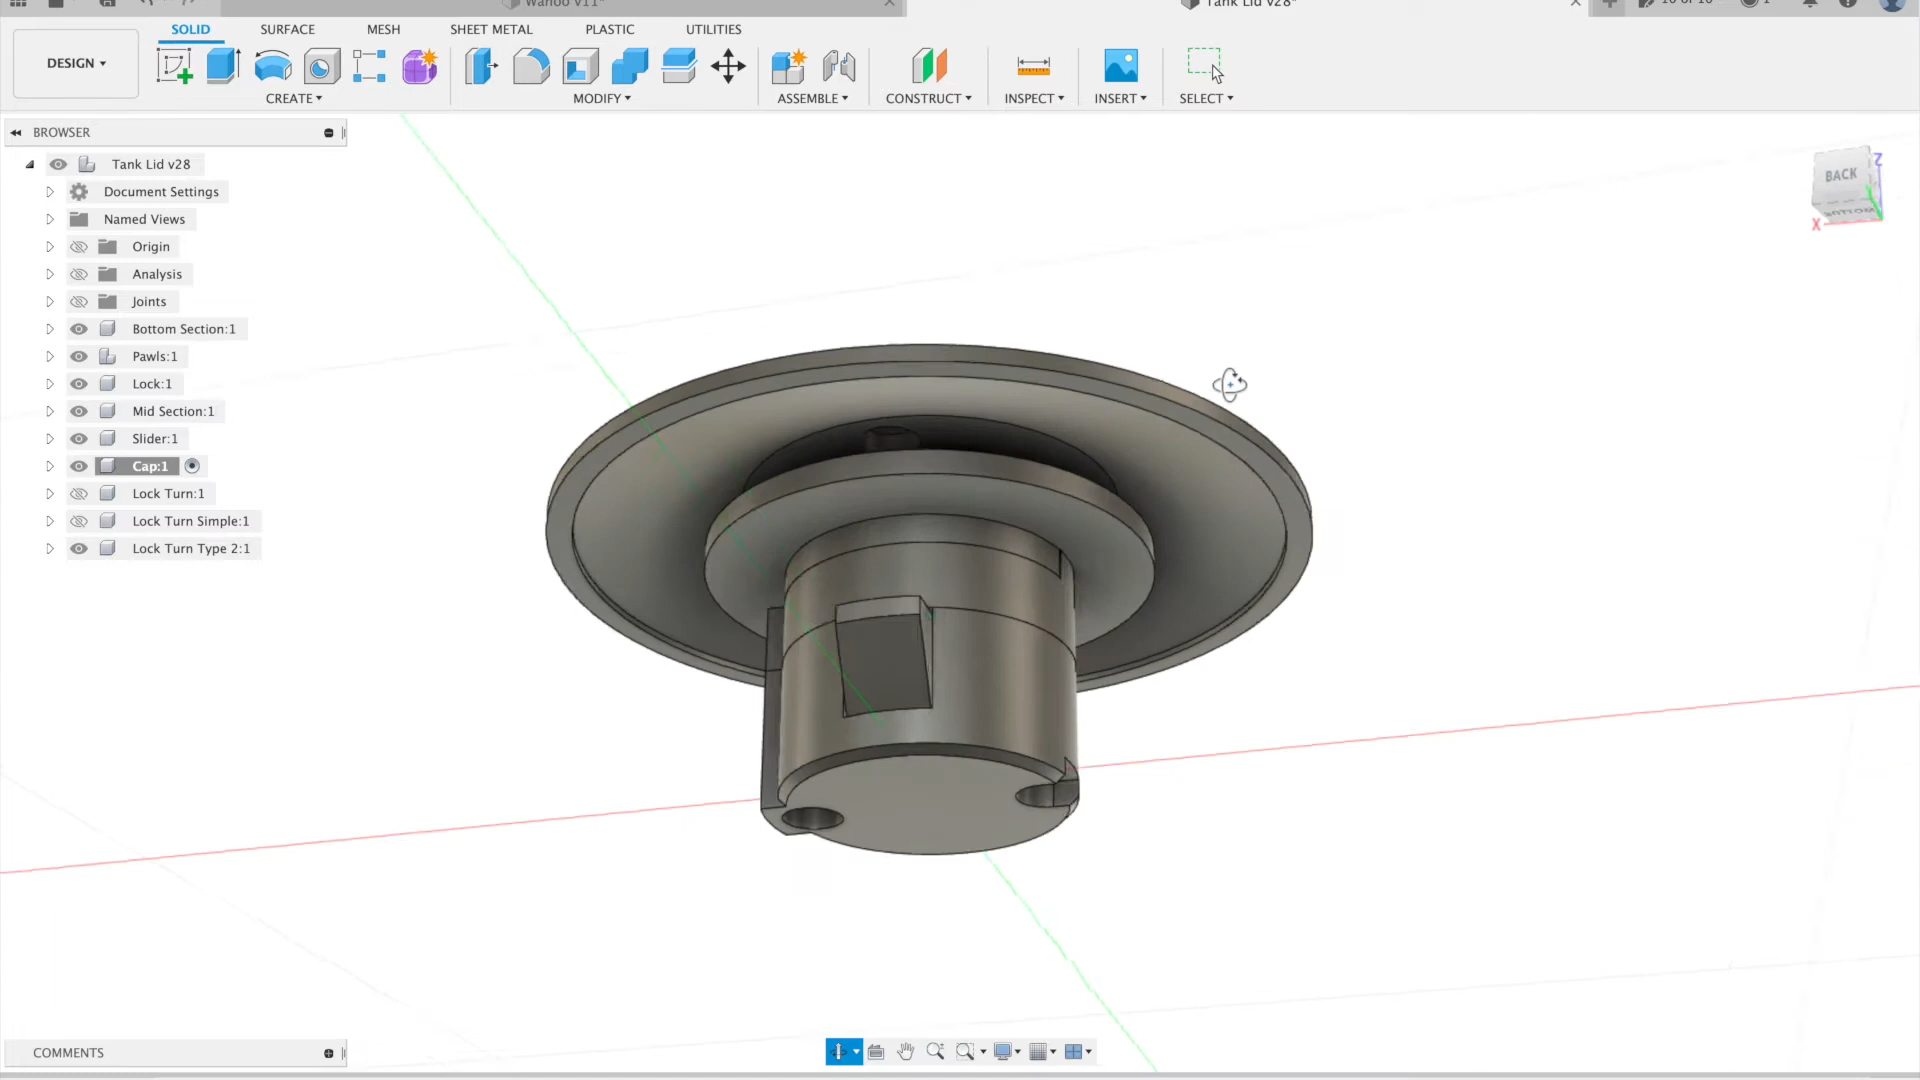 Wahoo v11*
Tank Lid v28*
SOLID SURFACE MESH SHEET METAL PLASTIC UTILITIES
DESIGN
CREATE MODIFY ASSEMBLE CONSTRUCT INSPECT INSERT SELECT
BROWSER
Tank Lid v28
Document Settings
Named Views
Origin
Analysis
Joints
Bottom Section:1
Pawls:1
Lock:1
Mid Section:1
Slider:1
Cap:1
Lock Turn:1
Lock Turn Simple:1
Lock Turn Type 2:1
BACK
BOTTOM
Z
X
COMMENTS